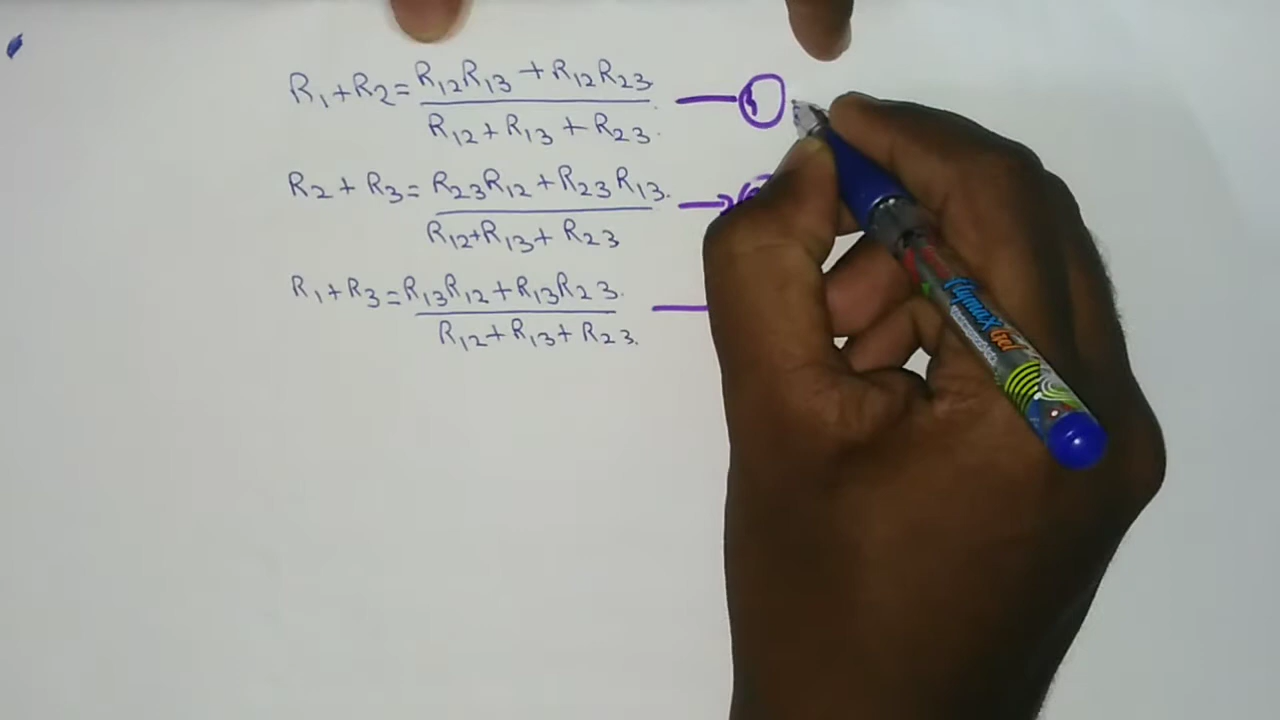 R₁+R₂= R₁₂R₁₃ + R₁₂R₂₃
R₁₂+R₁₃ + R₂₃
R₂ + R₃= R₂₃R₁₂ + R₂₃R₁₃.
R₁₂+R₁₃+ R₂₃
R₁+R₃= R₁₃R₁₂+R₁₃R₂₃.
R₁₂+R₁₃+ R₂₃.
Gel